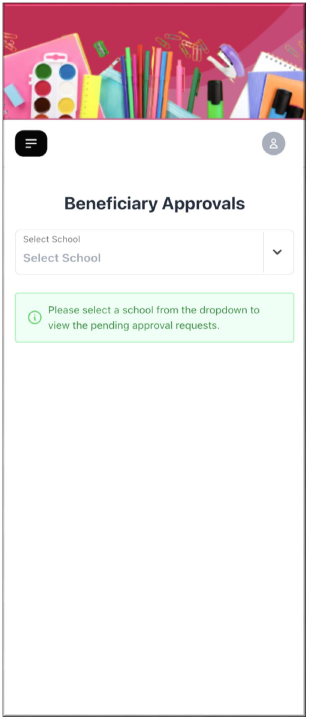 Beneficiary Approvals
Select School
Select School
Please select a school from the dropdown to
view the pending approval requests.